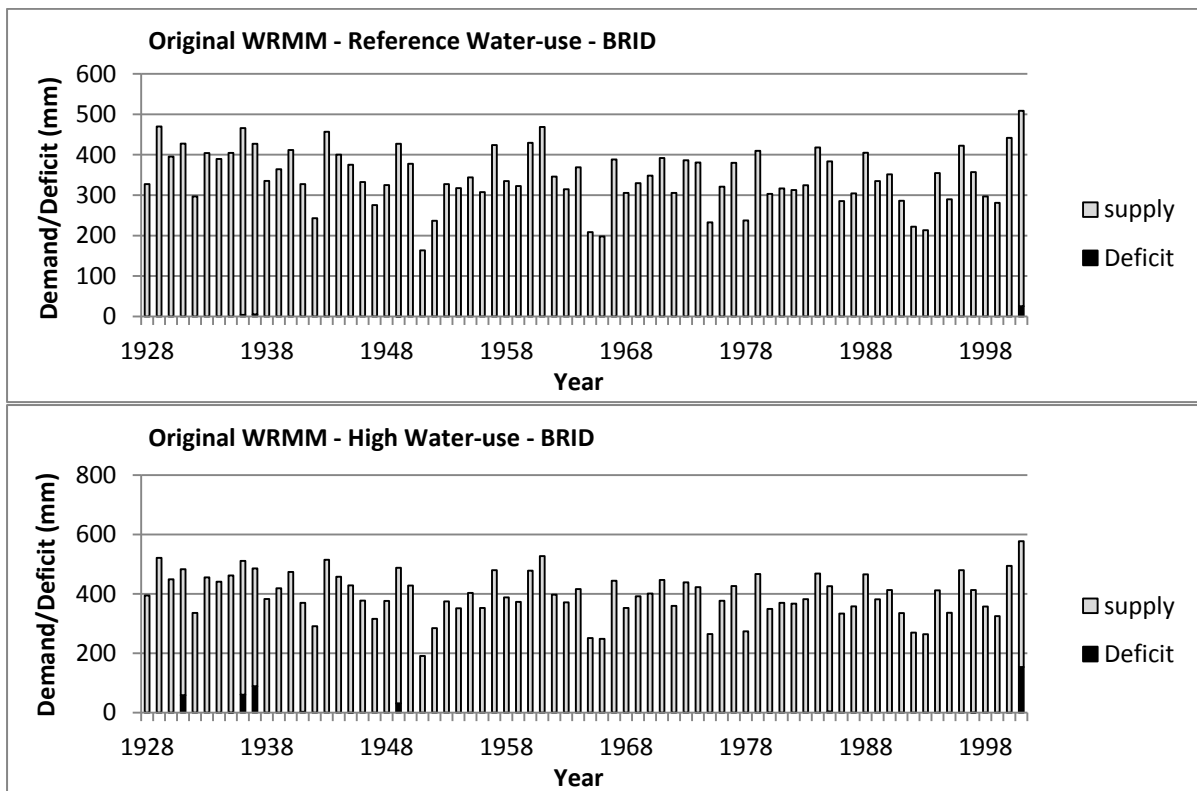 Original WRMM - Reference Water-use - BRID
Demand/Deficit (mm)
600
500
400
300
200
100
0
1928 1938 1948 1958 1968 1978 1988 1998
Year
supply
Deficit
Original WRMM - High Water-use - BRID
Demand/Deficit (mm)
800
600
400
200
0
1928 1938 1948 1958 1968 1978 1988 1998
Year
supply
Deficit